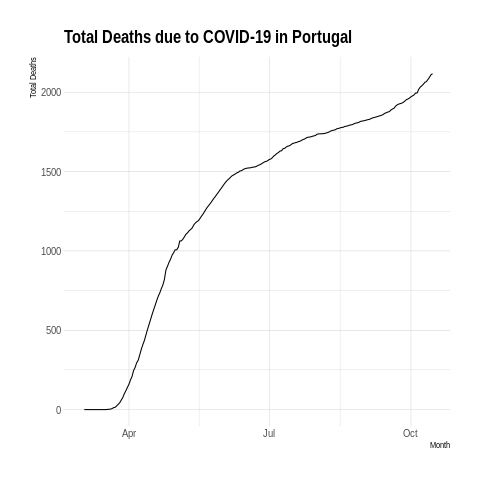 Total Deaths due to COVID-19 in Portugal
Total Deaths
2000
1500
1000
500
0
Apr Jul Oct
Month